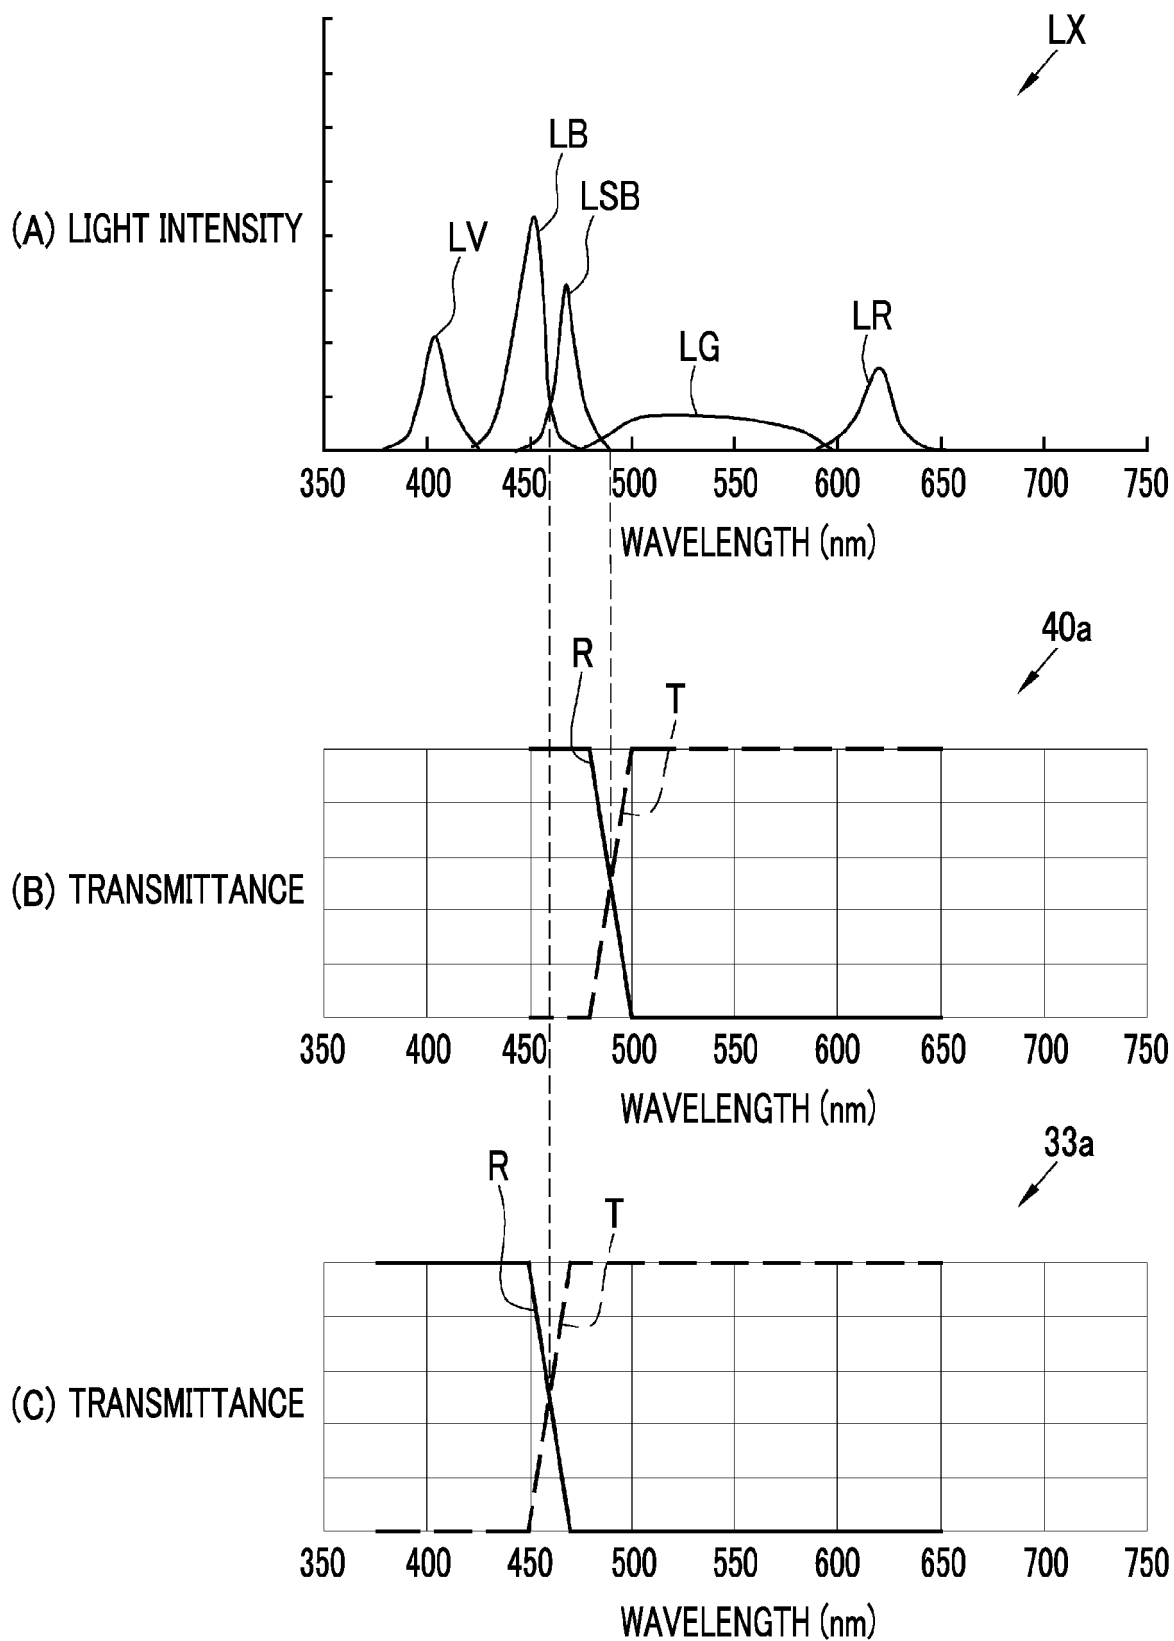 LX
LB
LSB
(A) LIGHT INTENSITY
LV
LR
LG
350 400 450 500 550 600 650 700 750
WAVELENGTH (nm)
40a
R
T
(B) TRANSMITTANCE
350 400 450 500 550 600 650 700 750
WAVELENGTH (nm)
33a
R
T
(C) TRANSMITTANCE
350 400 450 500 550 600 650 700 750
WAVELENGTH (nm)